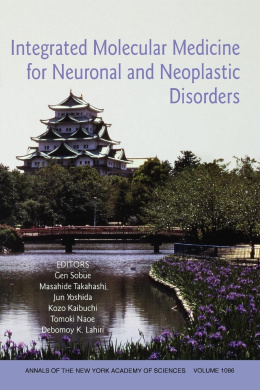 Integrated Molecular Medicine
for Neuronal and Neoplastic
Disorders
EDITORS
Gen Sobue
Masahide Takahashi
Jun Yoshida
Kozo Kaibuchi
Tomoki Naoe
Debomoy K. Lahiri
ANNALS OF THE NEW YORK ACADEMY OF SCIENCES VOLUME 1086